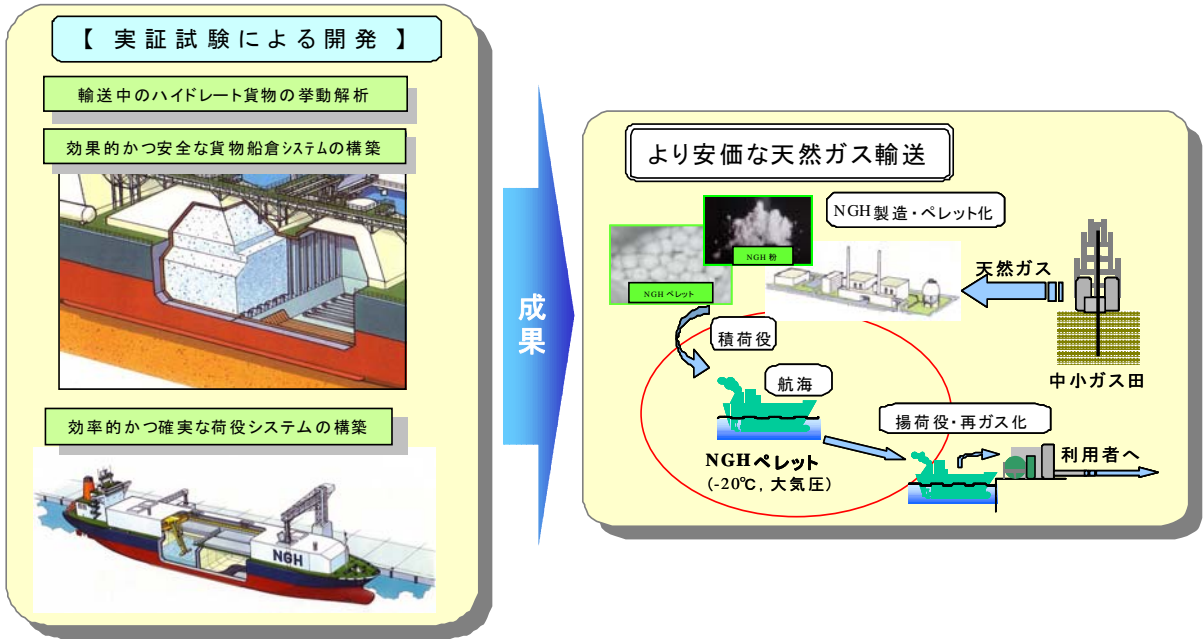 【 実証試験による開発 】
輸送中のハイドレート貨物の挙動解析
効果的かつ安全な貨物船倉システムの構築
効率的かつ確実な荷役システムの構築
NGH
成果
より安価な天然ガス輸送
NGH製造・ペレット化
NGH 粉
NGH ペレット
天然ガス
中小ガス田
積荷役
航海
NGHペレット
(-20℃, 大気圧)
揚荷役・再ガス化
利用者へ